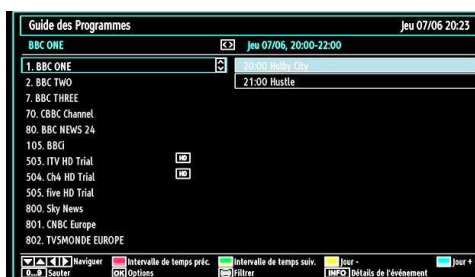 Guide des Programmes Jeu 07/06 20:23
BBC ONE Jeu 07/06, 20:00-22:00
1. BBC ONE 20:00 Holby City
2. BBC TWO 21:00 Hustle
7. BBC THREE
70. CBBC Channel
80. BBC NEWS 24
105. BBCi
503. ITV HD Trial HD
504. Ch4 HD Trial HD
505. five HD Trial
800. Sky News
801. CNBC Europe
802. TV5MONDE EUROPE
Naviguer Intervalle de temps préc. Intervalle de temps suiv. Jour - Jour +
0...9 Sauter OK Options Filtrer INFO Détails de l'événement